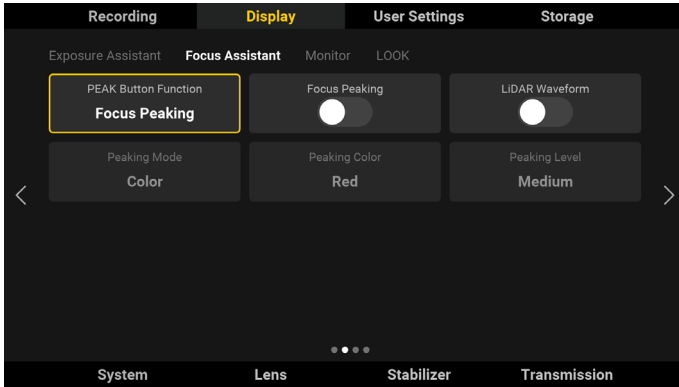 Recording Display User Settings Storage
Exposure Assistant Focus Assistant Monitor LOOK
PEAK Button Function Focus Peaking LiDAR Waveform
Focus Peaking
Peaking Mode Peaking Color Peaking Level
Color Red Medium
System Lens Stabilizer Transmission